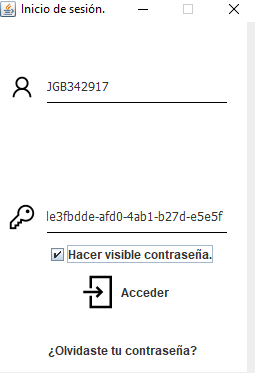 Inicio de sesión.
JGB342917
le3fbdde-afd0-4ab1-b27d-e5e5f
Hacer visible contraseña.
Acceder
¿Olvidaste tu contraseña?